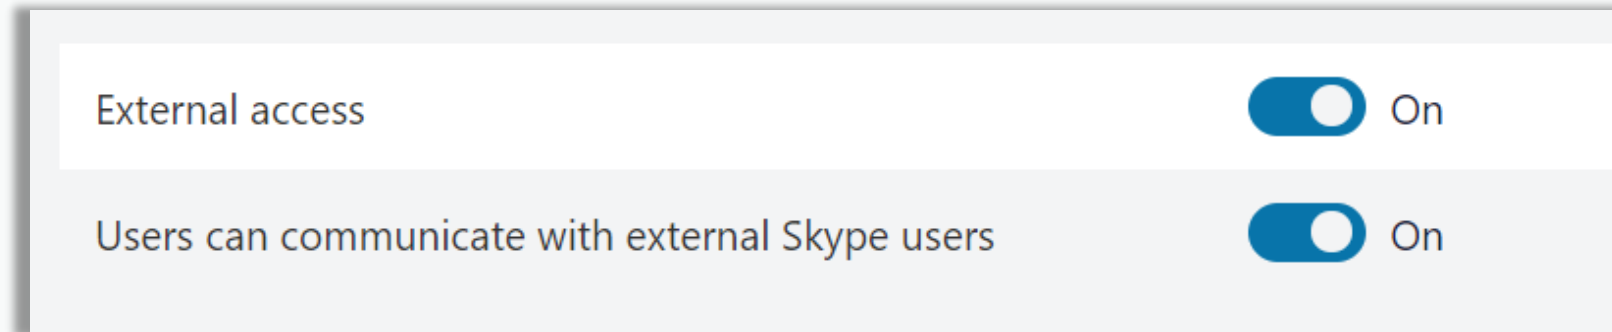 External access On
Users can communicate with external Skype users On